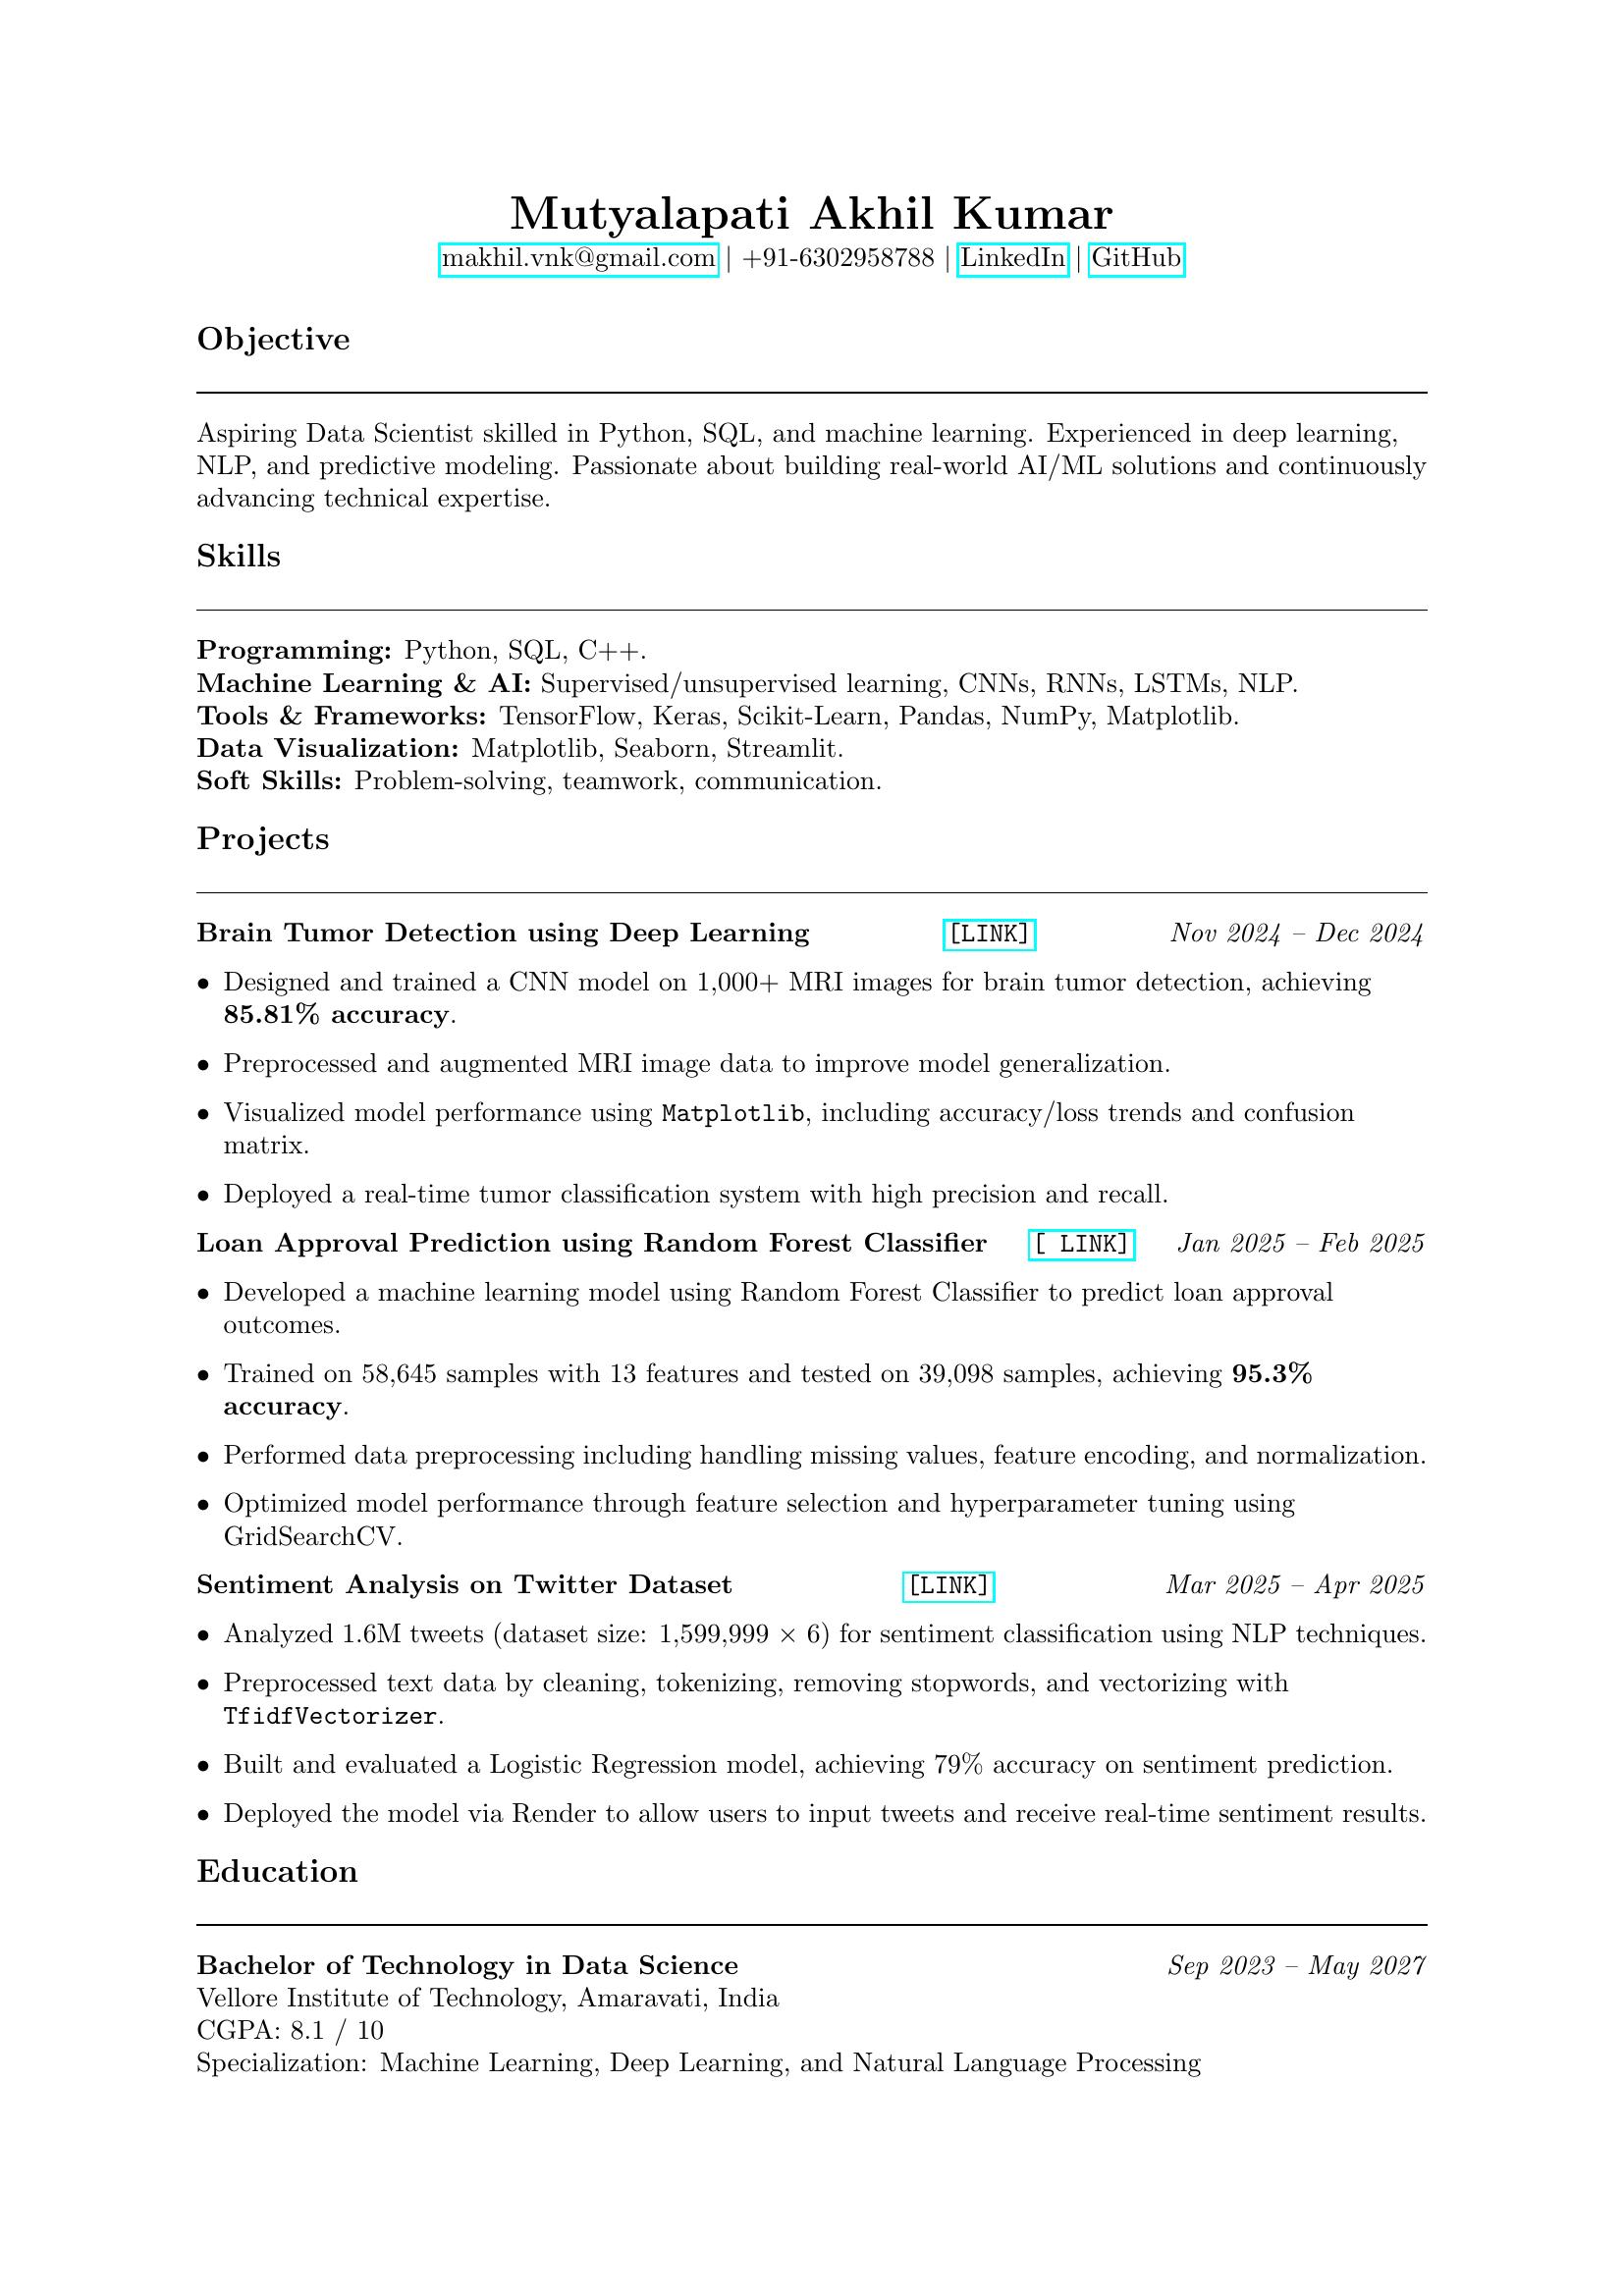 Mutyalapati Akhil Kumar
makhil.vnk@gmail.com | +91-6302958788 | LinkedIn | GitHub
Objective
Aspiring Data Scientist skilled in Python, SQL, and machine learning. Experienced in deep learning,
NLP, and predictive modeling. Passionate about building real-world AI/ML solutions and continuously
advancing technical expertise.
Skills
Programming: Python, SQL, C++.
Machine Learning & AI: Supervised/unsupervised learning, CNNs, RNNs, LSTMs, NLP.
Tools & Frameworks: TensorFlow, Keras, Scikit-Learn, Pandas, NumPy, Matplotlib.
Data Visualization: Matplotlib, Seaborn, Streamlit.
Soft Skills: Problem-solving, teamwork, communication.
Projects
Brain Tumor Detection using Deep Learning [LINK] Nov 2024 – Dec 2024
• Designed and trained a CNN model on 1,000+ MRI images for brain tumor detection, achieving
85.81% accuracy.
• Preprocessed and augmented MRI image data to improve model generalization.
• Visualized model performance using Matplotlib, including accuracy/loss trends and confusion
matrix.
• Deployed a real-time tumor classification system with high precision and recall.
Loan Approval Prediction using Random Forest Classifier [ LINK] Jan 2025 – Feb 2025
• Developed a machine learning model using Random Forest Classifier to predict loan approval
outcomes.
• Trained on 58,645 samples with 13 features and tested on 39,098 samples, achieving 95.3%
accuracy.
• Performed data preprocessing including handling missing values, feature encoding, and normalization.
• Optimized model performance through feature selection and hyperparameter tuning using
GridSearchCV.
Sentiment Analysis on Twitter Dataset [LINK] Mar 2025 – Apr 2025
• Analyzed 1.6M tweets (dataset size: 1,599,999 × 6) for sentiment classification using NLP techniques.
• Preprocessed text data by cleaning, tokenizing, removing stopwords, and vectorizing with
TfidfVectorizer.
• Built and evaluated a Logistic Regression model, achieving 79% accuracy on sentiment prediction.
• Deployed the model via Render to allow users to input tweets and receive real-time sentiment results.
Education
Bachelor of Technology in Data Science Sep 2023 – May 2027
Vellore Institute of Technology, Amaravati, India
CGPA: 8.1 / 10
Specialization: Machine Learning, Deep Learning, and Natural Language Processing